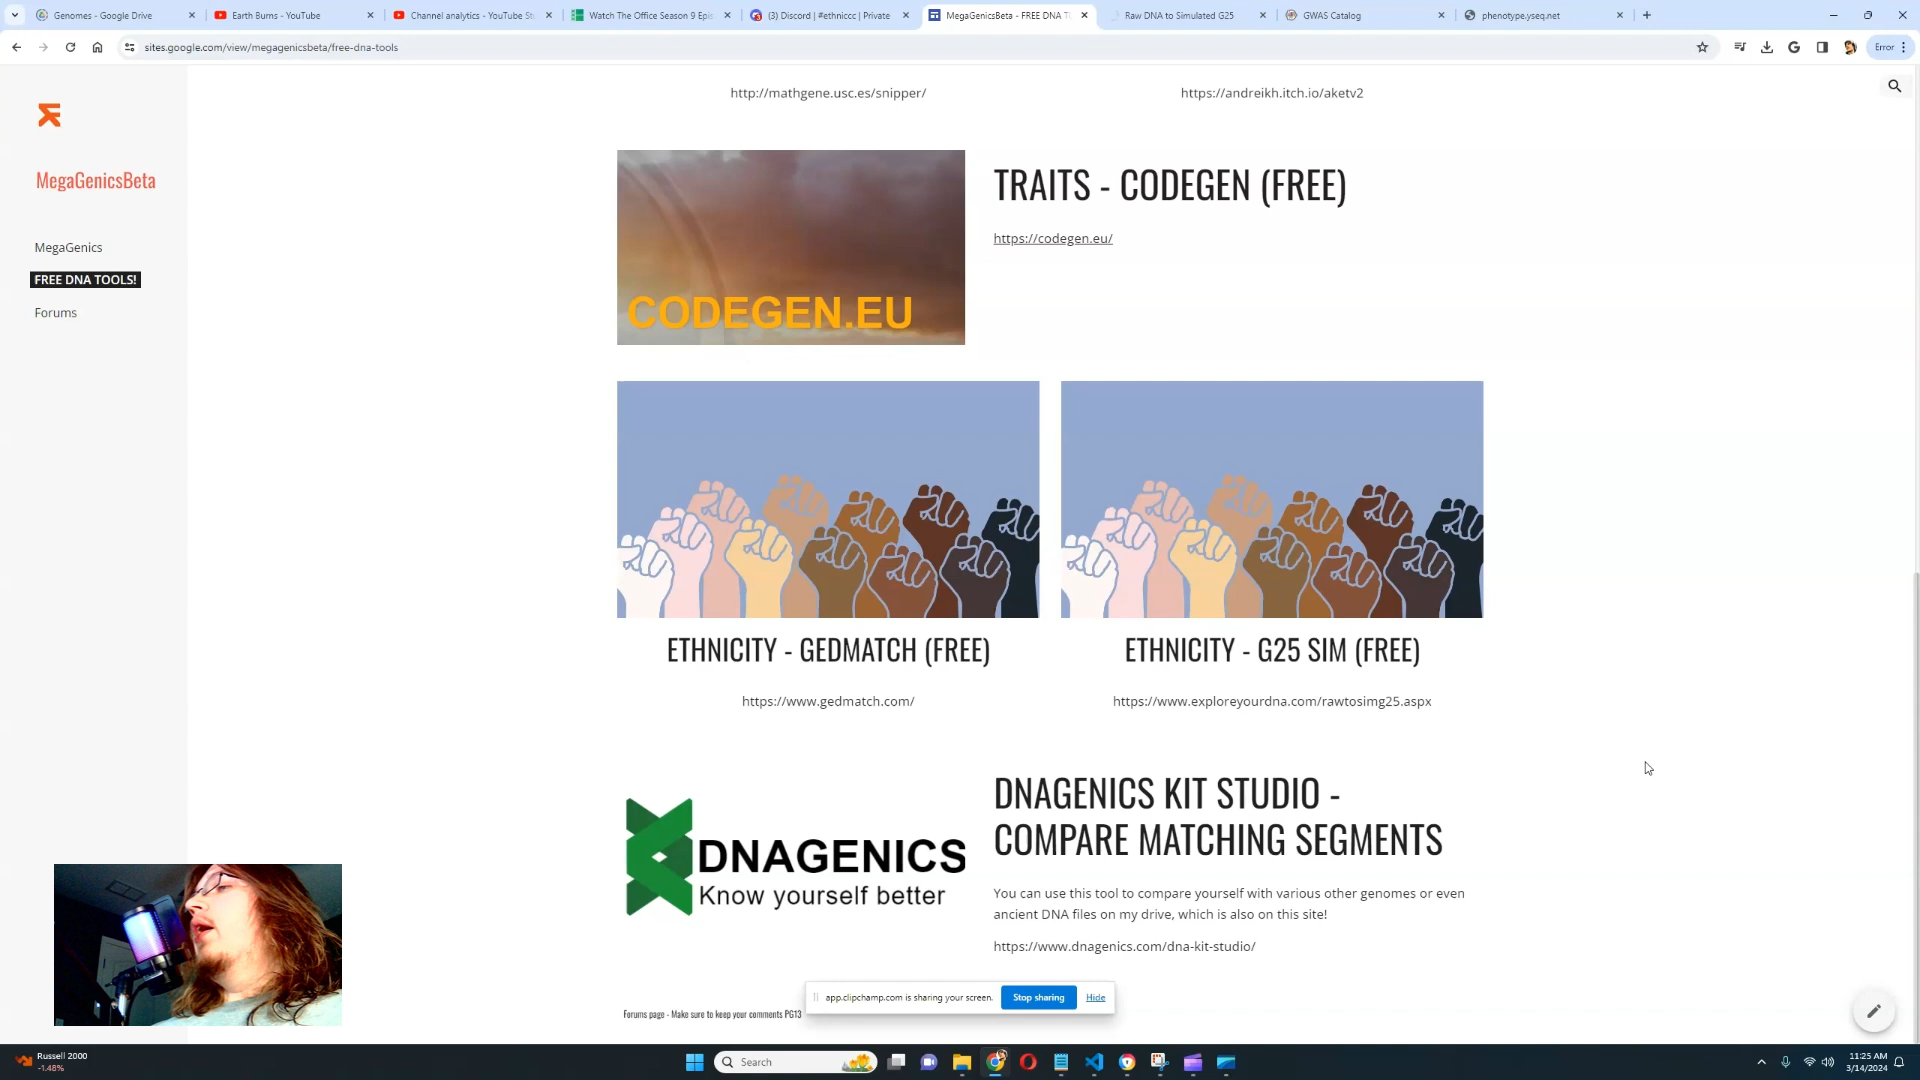 Genomes - Google Drive
Earth Burns - YouTube
Channel analytics - YouTube St
Watch The Office Season 9 Epis
(3) Discord | #ethniccc | Private
MegaGenicsBeta - FREE DNA T
Raw DNA to Simulated G25
GWAS Catalog
phenotype.yseq.net
sites.google.com/view/megagenicsbeta/free-dna-tools
Error
MegaGenicsBeta
MegaGenics
FREE DNA TOOLS!
Forums
http://mathgene.usc.es/snipper/
https://andreikh.itch.io/aketv2
CODEGEN.EU
TRAITS - CODEGEN (FREE)
https://codegen.eu/
ETHNICITY - GEDMATCH (FREE)
https://www.gedmatch.com/
ETHNICITY - G25 SIM (FREE)
https://www.exploreyourdna.com/rawtosimg25.aspx
DNAGENICS
Know yourself better
DNAGENICS KIT STUDIO -
COMPARE MATCHING SEGMENTS
You can use this tool to compare yourself with various other genomes or even
ancient DNA files on my drive, which is also on this site!
https://www.dnagenics.com/dna-kit-studio/
app.clipchamp.com is sharing your screen.
Stop sharing
Hide
Forums page - Make sure to keep your comments PG13
Russell 2000
-1.48%
Search
11:25 AM
3/14/2024